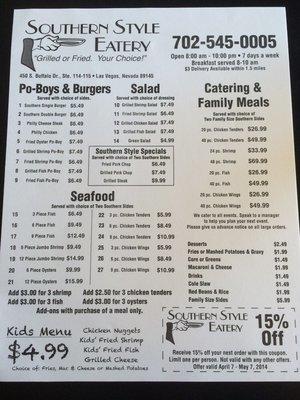 SOUTHERN STYLE
EATERY
"Grilled or Fried. Your Choice!"
450 S. Buffalo Dr., Ste. 114-115 • Las Vegas, Nevada 89145
702-545-0005
Open 8:00 am - 10:00 pm • 7 days a week
Breakfast served 8-10 am
$3 Delivery Available within 1.5 miles
Po-Boys & Burgers
Served with choice of sides.
1 Southern Single Burger $5.49
2 Southern Double Burger $6.49
3 Philly Cheese Steak $6.49
4 Philly Chicken $6.49
5 Fried Oyster Po-Boy $7.49
6 Grilled Shrimp Po-Boy $7.49
7 Fried Shrimp Po-Boy $6.49
8 Grilled Fish Po-Boy $7.49
9 Fried Fish Po-Boy $6.49
Salad
Served with choice of dressing
10 Grilled Shrimp Salad $7.49
11 Fried Shrimp Salad $6.49
12 Grilled Chicken Salad $7.49
13 Grilled Fish Salad $7.49
14 Green Salad $4.99
Southern Style Specials
Served with choice of Two Southern Sides
Fried Pork Chop $6.49
Grilled Pork Chop $7.49
Grilled Steak $9.99
Catering &
Family Meals
Served with choice of
Two Family Size Southern Sides
20 pc. Chicken Tenders $26.99
40 pc. Chicken Tenders $49.99
24 pc. Shrimp $33.99
48 pc. Shrimp $69.99
20 pc. Fish $26.99
40 pc. Fish $49.99
26 pc. Chicken Wings $26.99
40 pc. Chicken Wings $49.99
We cater to all events. Speak to a manager
to help you plan your next event.
Please give us advance notice on all large orders.
Seafood
Served with choice of Two Southern Sides
15 3 Piece Fish $6.49
16 4 Piece Fish $9.49
17 6 Piece Fish $12.49
18 5 Piece Jumbo Shrimp $9.49
19 12 Piece Jumbo Shrimp $14.99
20 6 Piece Oysters $9.99
21 12 Piece Oysters $15.99
22 3 pc. Chicken Tenders $5.99
23 5 pc. Chicken Tenders $8.49
24 7 pc. Chicken Tenders $11.49
25 3 pc. Chicken Wings $5.99
26 5 pc. Chicken Wings $8.49
27 8 pc. Chicken Wings $10.99
Add $3.00 for 3 shrimp Add $2.50 for 3 chicken tenders
Add $3.00 for 3 fish Add $3.00 for 3 oysters
Add-ons with purchase of a meal only.
Desserts $2.49
Fries or Mashed Potatoes & Gravy $1.99
Corn or Greens $1.49
Macaroni & Cheese $1.99
Drinks $1.49
Cole Slaw $1.49
Red Beans & Rice $1.98
Family Size Sides $5.99
Kids Menu
$4.99
Chicken Nuggets
Kids' Fried Shrimp
Kids' Fried Fish
Grilled Cheese
Choice of: Fries, Mac & Cheese or Mashed Potatoes
SOUTHERN STYLE
EATERY
15%
Off
Receive 15% off your next order with this coupon.
Limit one per person. Not valid with any other offers.
Offer valid April 7 - May 7, 2014